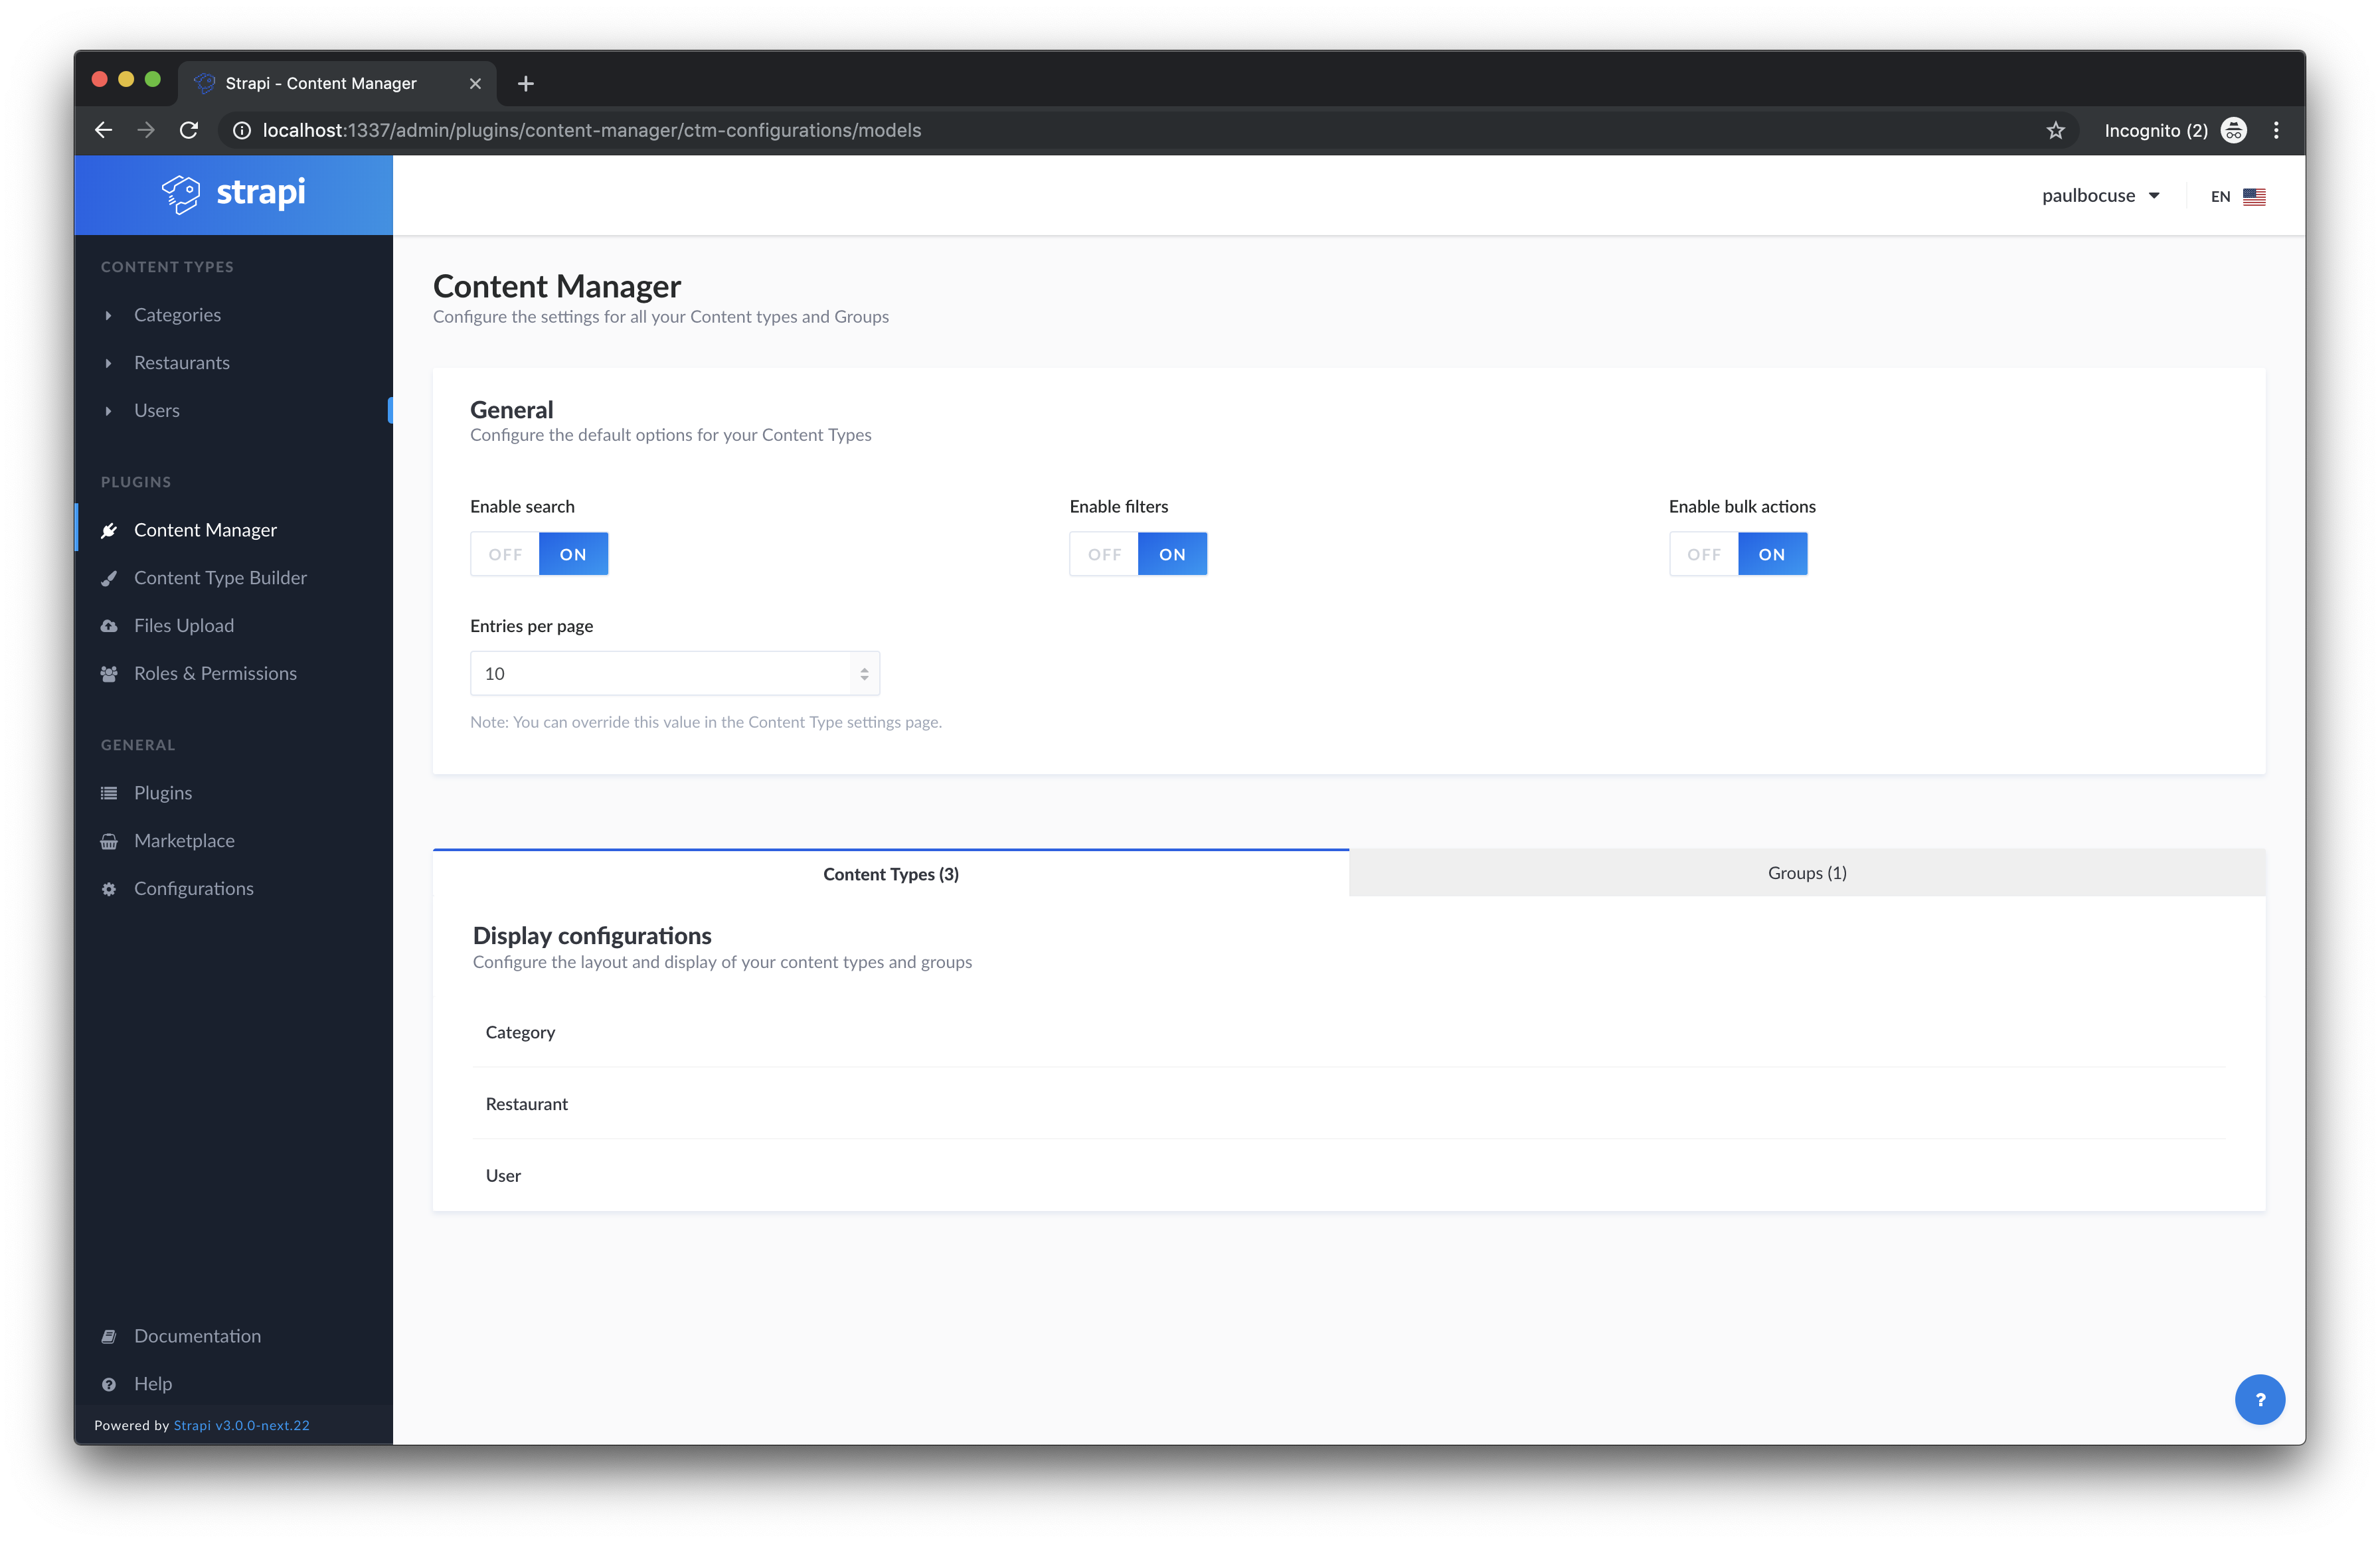 Strapi - Content Manager
localhost:1337/admin/plugins/content-manager/ctm-configurations/models
Incognito (2)
strapi
paulbocuse
EN
CONTENT TYPES
Categories
Restaurants
Users
PLUGINS
Content Manager
Content Type Builder
Files Upload
Roles & Permissions
GENERAL
Plugins
Marketplace
Configurations
Documentation
Help
Powered by Strapi v3.0.0-next.22
Content Manager
Configure the settings for all your Content types and Groups
General
Configure the default options for your Content Types
Enable search
OFF ON
Enable filters
OFF ON
Enable bulk actions
OFF ON
Entries per page
10
Note: You can override this value in the Content Type settings page.
Content Types (3)
Groups (1)
Display configurations
Configure the layout and display of your content types and groups
Category
Restaurant
User
?